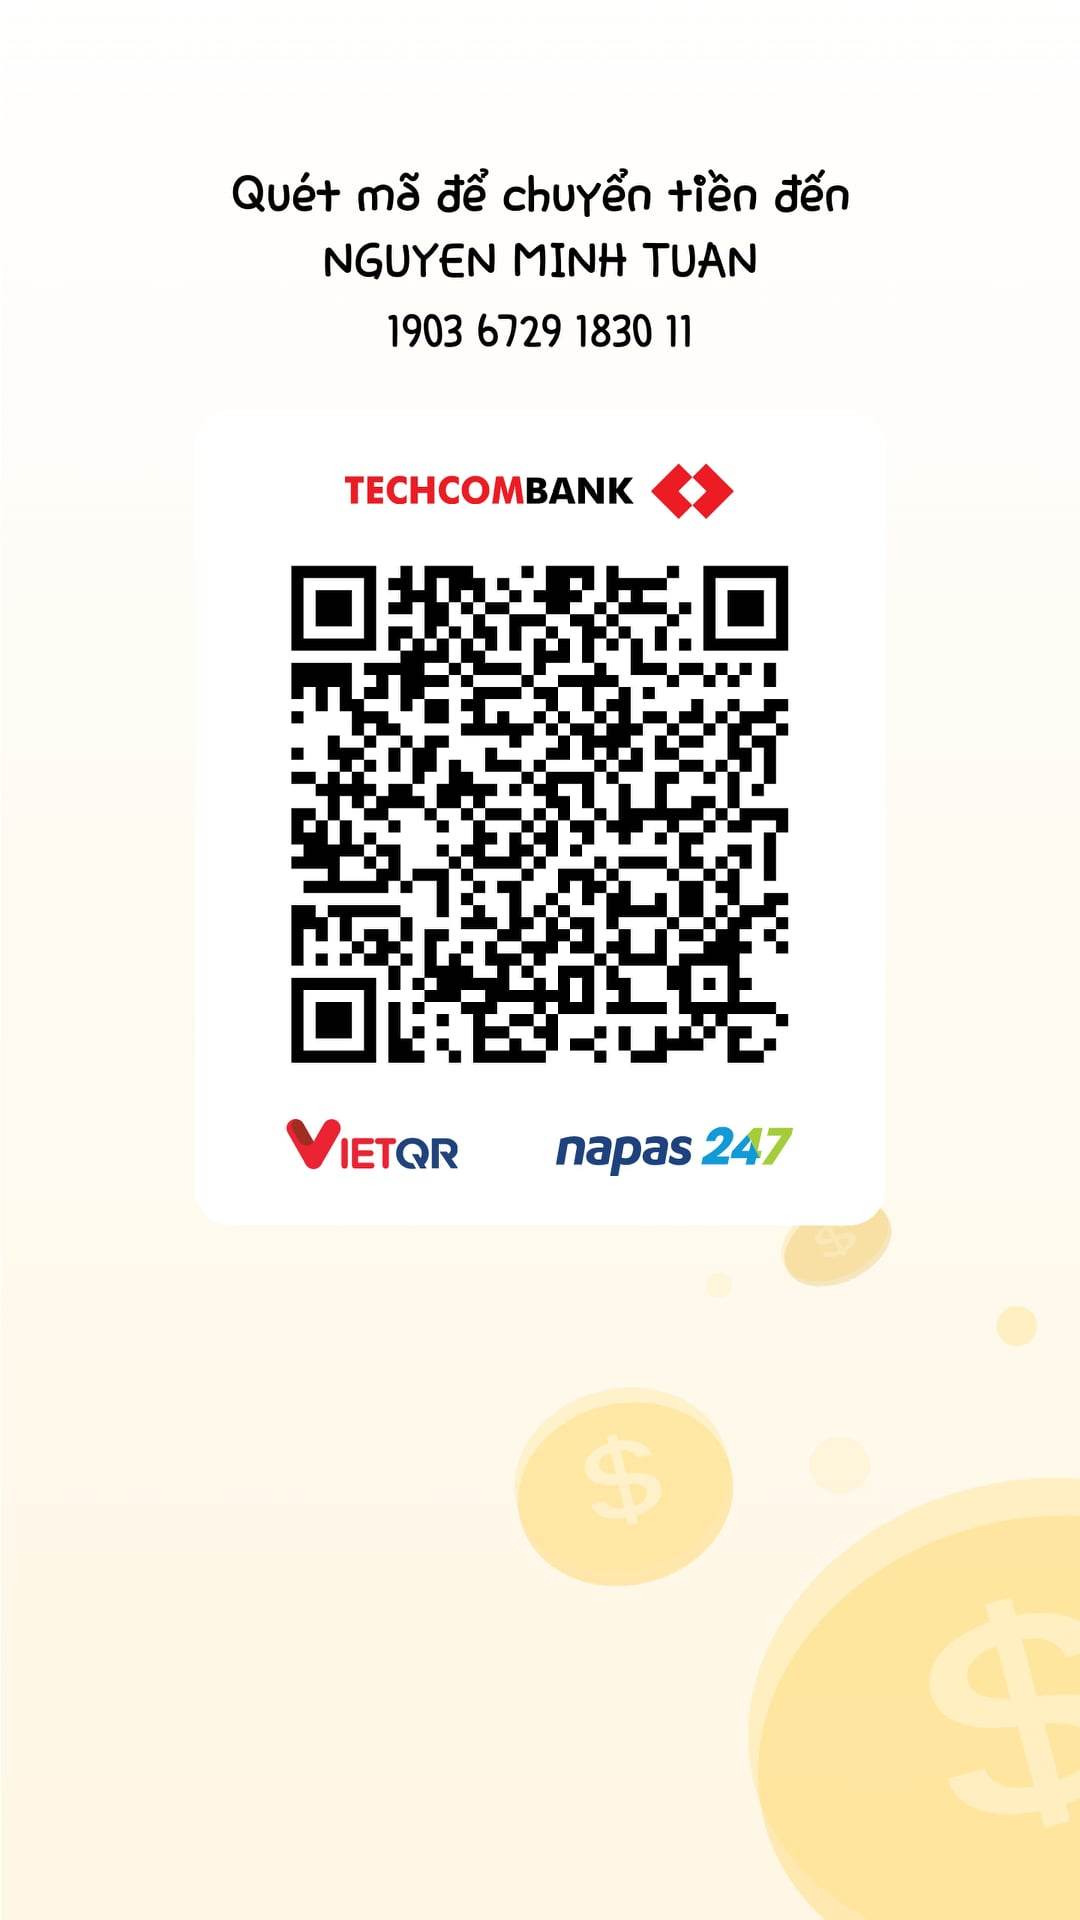 Quét mã để chuyển tiền đến
NGUYEN MINH TUAN
1903 6729 1830 11
TECHCOMBANK
VIETQR
napas 247
$
$
$